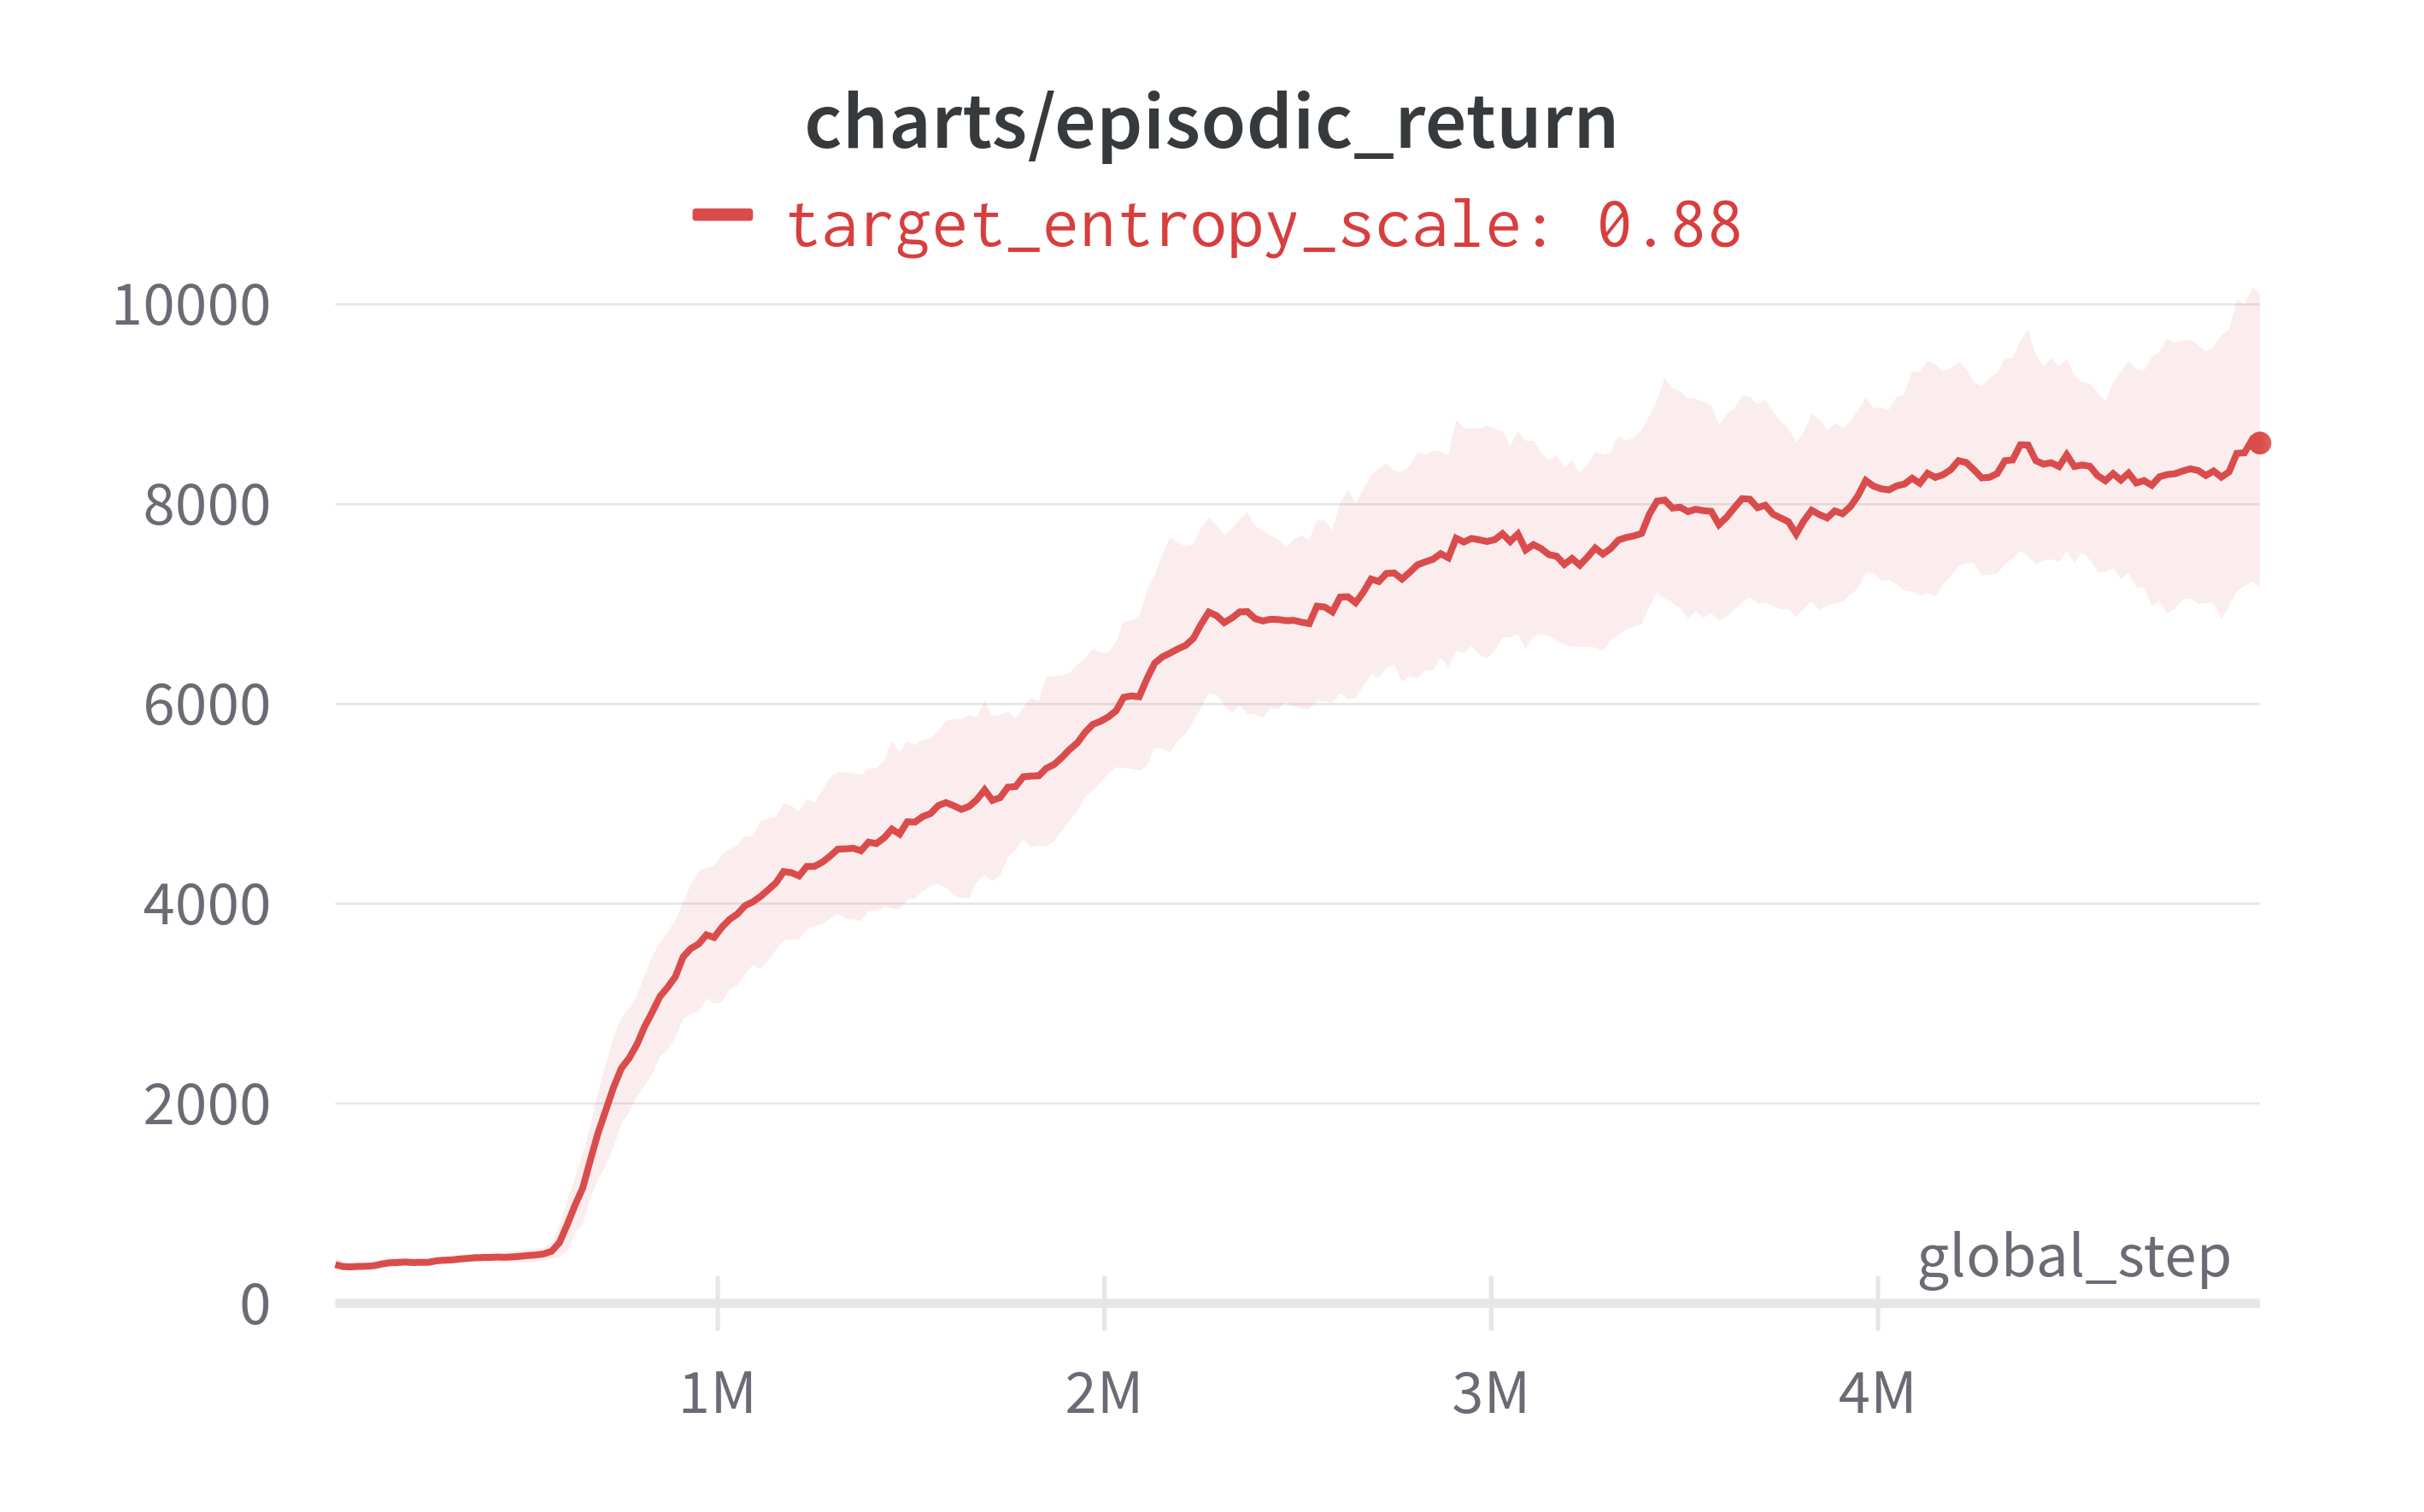 charts/episodic_return
target_entropy_scale: 0.88
10000
8000
6000
4000
2000
0
global_step
1M 2M 3M 4M